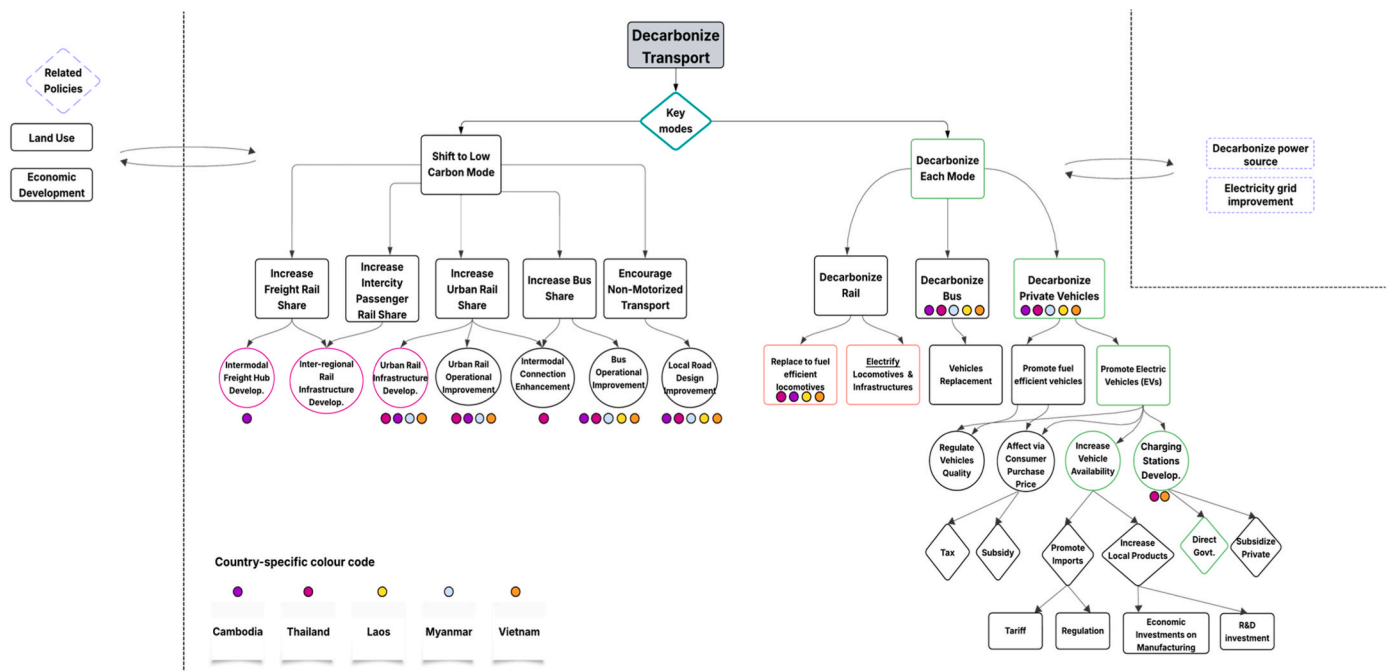 Decarbonize
Transport
Related
Policies
Land Use
Economic
Development
Key
modes
Shift to Low
Carbon Mode
Decarbonize
Each Mode
Decarbonize power
source
Electricity grid
improvement
Increase
Freight Rail
Share
Increase
Intercity
Passenger
Rail Share
Increase
Urban Rail
Share
Increase Bus
Share
Encourage
Non-Motorized
Transport
Decarbonize
Rail
Decarbonize
Bus
Decarbonize
Private Vehicles
Intermodal
Freight Hub
Develop.
Inter-regional
Rail
Infrastructure
Develop.
Urban Rail
Infrastructure
Develop.
Urban Rail
Operational
Improvement
Intermodal
Connection
Enhancement
Bus
Operational
Improvement
Local Road
Design
Improvement
Replace to fuel
efficient
locomotives
Electrify
Locomotives &
Infrastructures
Vehicles
Replacement
Promote fuel
efficient vehicles
Promote Electric
Vehicles (EVs)
Regulate
Vehicles
Quality
Affect via
Consumer
Purchase
Price
Increase
Vehicle
Availability
Charging
Stations
Develop.
Tax
Subsidy
Promote
Imports
Increase
Local Products
Direct
Govt.
Subsidize
Private
Tariff
Regulation
Economic
Investments on
Manufacturing
R&D
investment
Country-specific colour code
Cambodia
Thailand
Laos
Myanmar
Vietnam